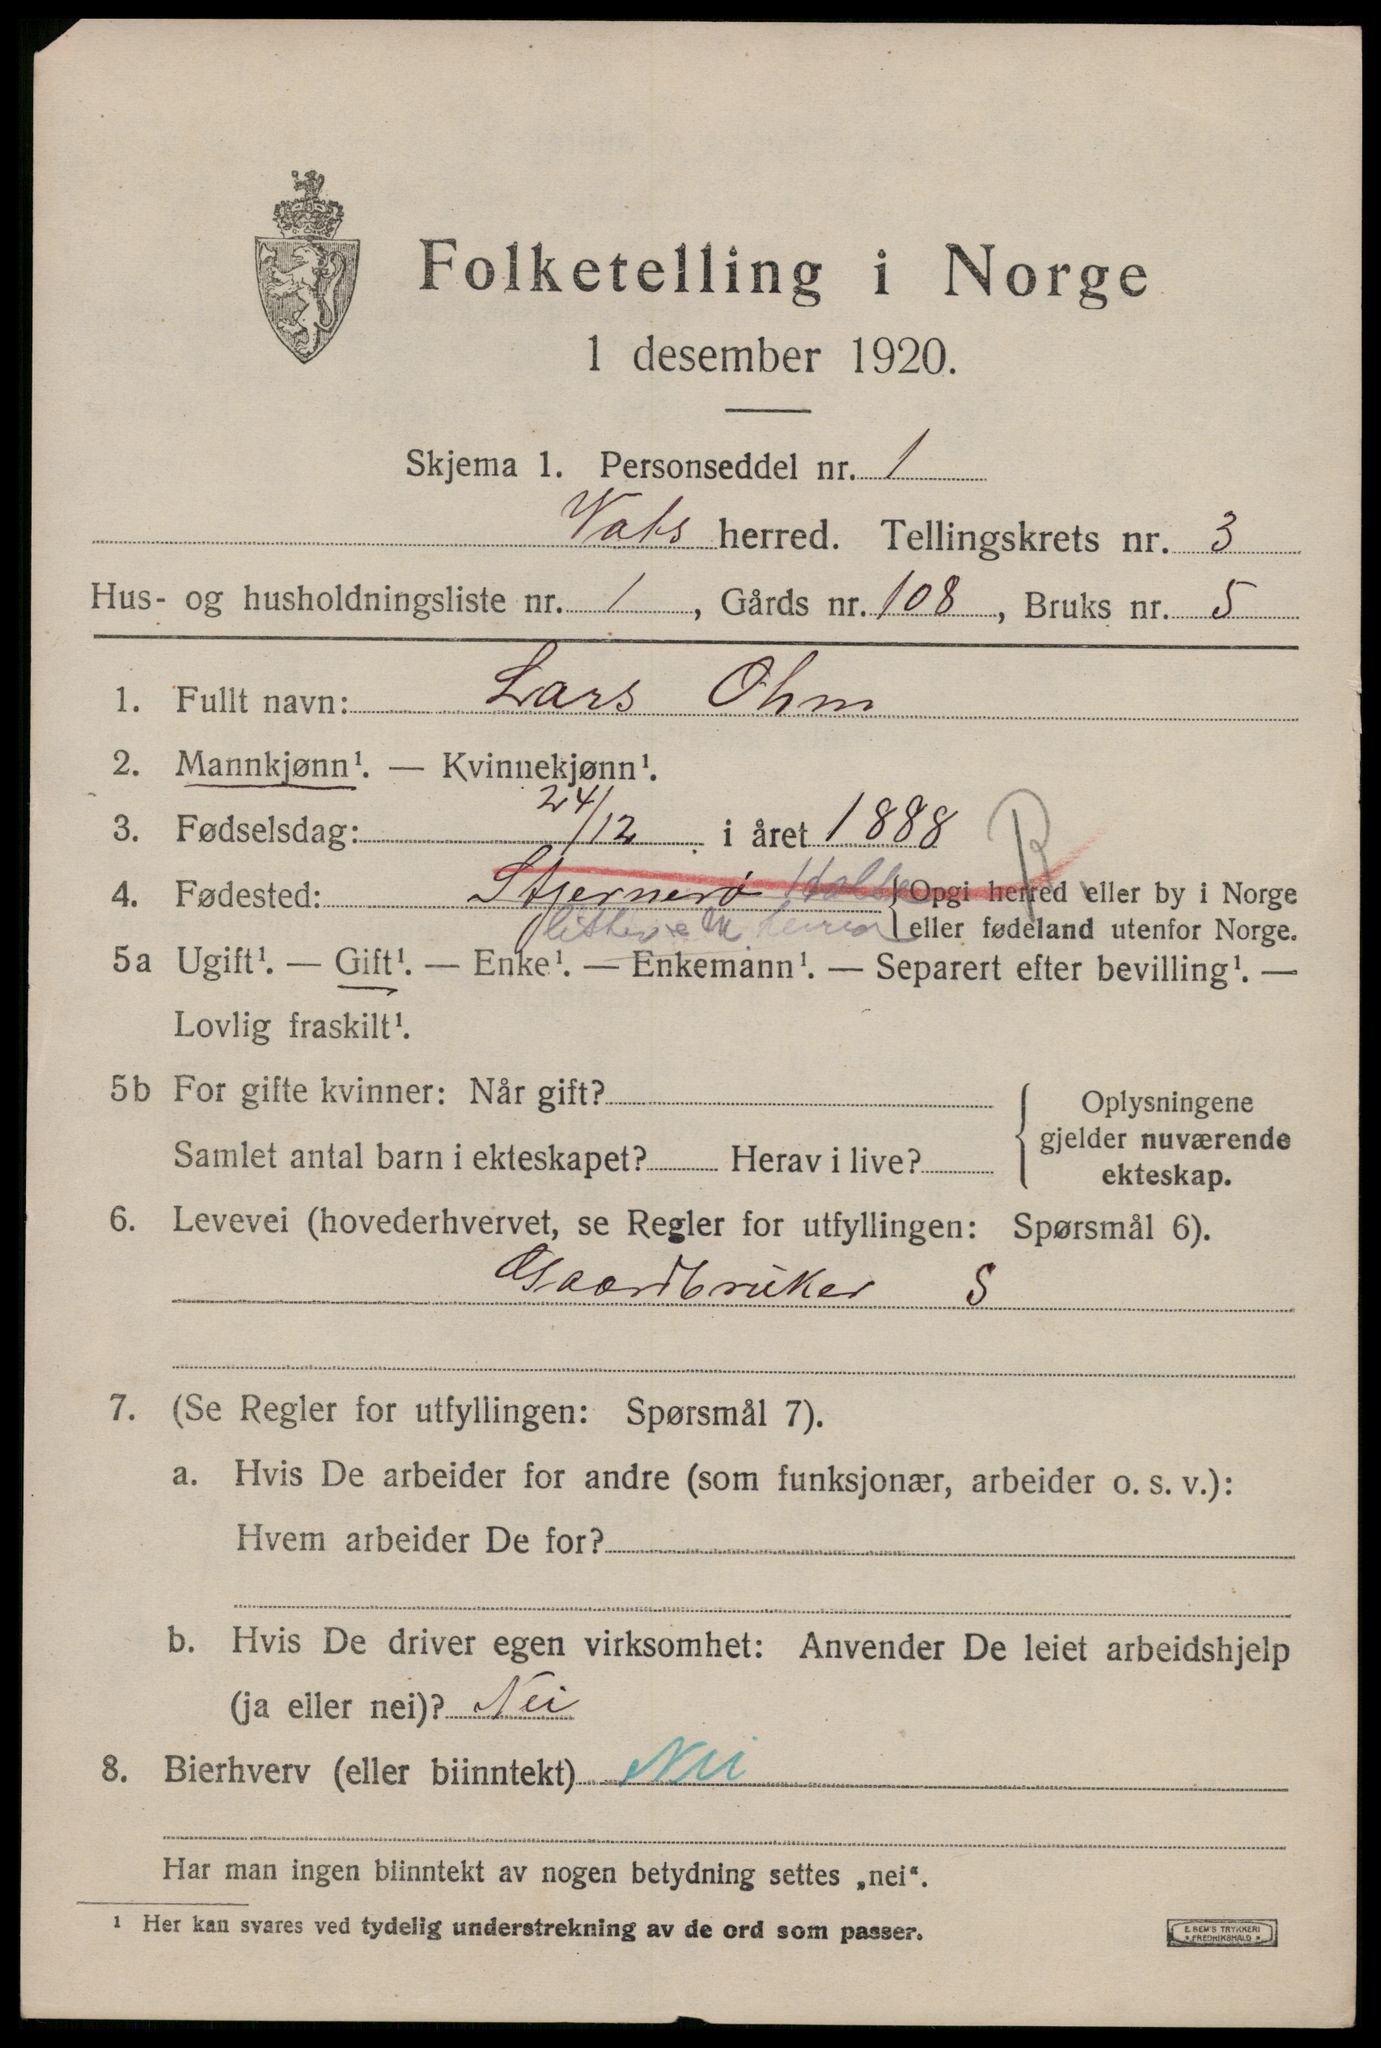 Folketelling i Norge
1 desember 1920.
Skjema 1. Personseddel nr. 1
Vats herred. Tellingskrets nr. 3
Hus- og husholdningsliste nr. 1, Gårds nr. 108, Bruks nr. 5
1. Fullt navn: Lars Ohm
2. Mannkjønn¹. — Kvinnekjønn¹.
3. Fødselsdag: 24/12 i året 1888 R
4. Fødested: Stjernerø Opgi herred eller by i Norge
eller fødeland utenfor Norge.
5a Ugift¹. — Gift¹. — Enke¹. — Enkemann¹. — Separert efter bevilling¹. —
Lovlig fraskilt¹.
5b For gifte kvinner: Når gift? Oplysningene
gjelder nuværende
Samlet antal barn i ekteskapet? Herav i live? ekteskap.
6. Levevei (hovederhvervet, se Regler for utfyllingen: Spørsmål 6).
Gaardbruker S
7. (Se Regler for utfyllingen: Spørsmål 7).
a. Hvis De arbeider for andre (som funksjonær, arbeider o. s. v.):
Hvem arbeider De for?
b. Hvis De driver egen virksomhet: Anvender De leiet arbeidshjelp
(ja eller nei)? Nei
8. Bierhverv (eller biinntekt) Nei
Har man ingen biinntekt av nogen betydning settes „nei“.
¹ Her kan svares ved tydelig understrekning av de ord som passer.
E. SEM'S TRYKKERI
FREDRIKSHALD